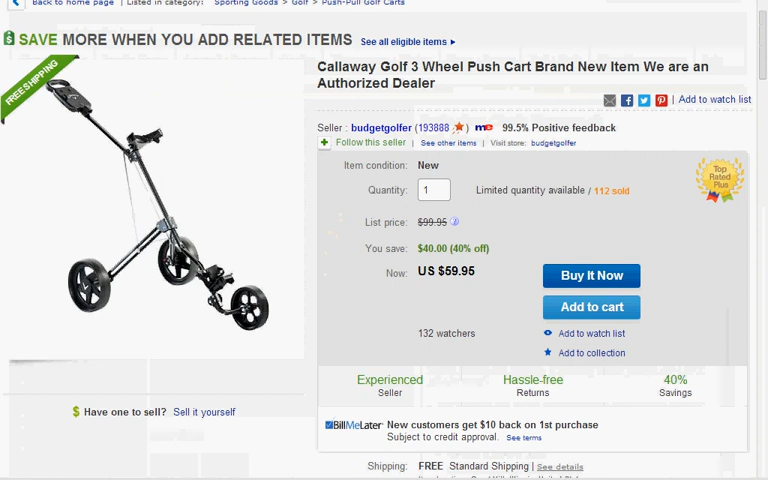 Back to home page | Listed in category: Sporting Goods > Golf > Push-Pull Golf Carts
$ SAVE MORE WHEN YOU ADD RELATED ITEMS See all eligible items ▸
FREE SHIPPING
Callaway Golf 3 Wheel Push Cart Brand New Item We are an
Authorized Dealer
| Add to watch list
Seller : budgetgolfer (193888 ) me 99.5% Positive feedback
+ Follow this seller | See other items | Visit store: budgetgolfer
Item condition: New
Top Rated Plus
Quantity: 1 Limited quantity available / 112 sold
List price: $99.95
You save: $40.00 (40% off)
Now: US $59.95 Buy It Now
Add to cart
132 watchers Add to watch list
Add to collection
Experienced Hassle-free 40%
Seller Returns Savings
$ Have one to sell? Sell it yourself
BillMeLater New customers get $10 back on 1st purchase
Subject to credit approval. See terms
Shipping: FREE Standard Shipping | See details